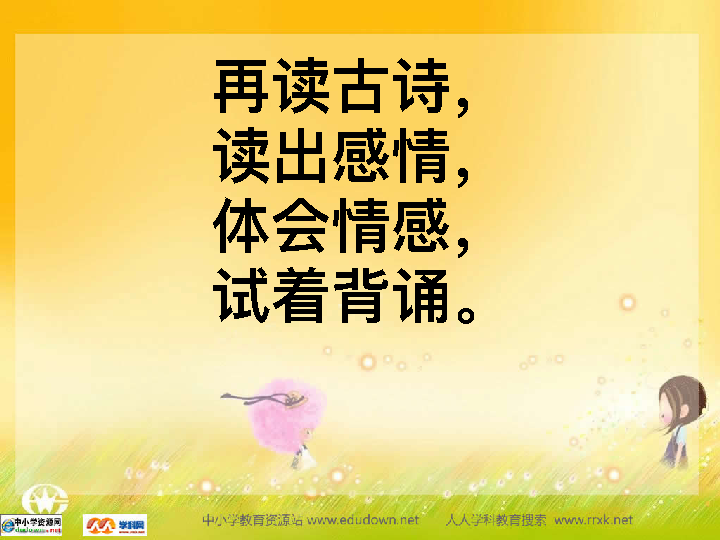 再读古诗，
读出感情，
体会情感，
试着背诵。
中小学资源网
学科网
中小学教育资源站 www.edudown.net 人人学科教育搜索 www.rrxk.net